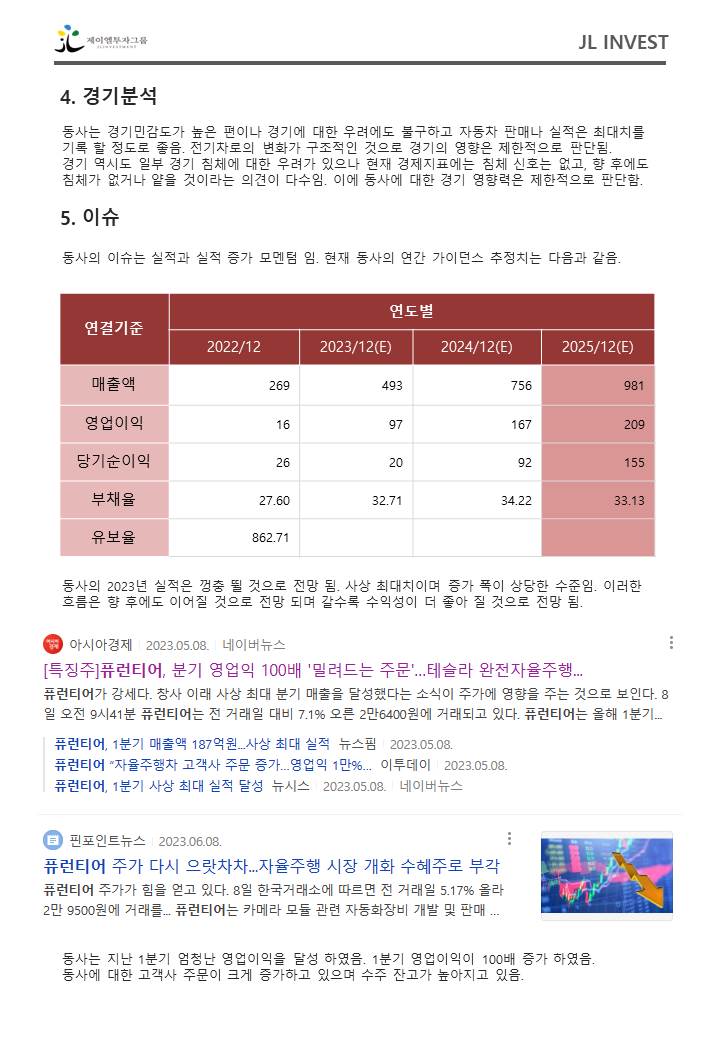 제이엘투자그룹
JLINVESTMENT
JL INVEST
4. 경기분석
동사는 경기민감도가 높은 편이나 경기에 대한 우려에도 불구하고 자동차 판매나 실적은 최대치를
기록 할 정도로 좋음. 전기차로의 변화가 구조적인 것으로 경기의 영향은 제한적으로 판단됨.
경기 역시도 일부 경기 침체에 대한 우려가 있으나 현재 경제지표에는 침체 신호는 없고, 향 후에도
침체가 없거나 얕을 것이라는 의견이 다수임. 이에 동사에 대한 경기 영향력은 제한적으로 판단함.
5. 이슈
동사의 이슈는 실적과 실적 증가 모멘텀 임. 현재 동사의 연간 가이던스 추정치는 다음과 같음.
연결기준 연도별
2022/12 2023/12(E) 2024/12(E) 2025/12(E)
매출액 269 493 756 981
영업이익 16 97 167 209
당기순이익 26 20 92 155
부채율 27.60 32.71 34.22 33.13
유보율 862.71
동사의 2023년 실적은 껑충 뛸 것으로 전망 됨. 사상 최대치이며 증가 폭이 상당한 수준임. 이러한
흐름은 향 후에도 이어질 것으로 전망 되며 갈수록 수익성이 더 좋아 질 것으로 전망 됨.
아시아경제 2023.05.08. 네이버뉴스
[특징주]퓨런티어, 분기 영업익 100배 '밀려드는 주문'...테슬라 완전자율주행...
퓨런티어가 강세다. 창사 이래 사상 최대 분기 매출을 달성했다는 소식이 주가에 영향을 주는 것으로 보인다. 8
일 오전 9시41분 퓨런티어는 전 거래일 대비 7.1% 오른 2만6400원에 거래되고 있다. 퓨런티어는 올해 1분기...
퓨런티어, 1분기 매출액 187억원...사상 최대 실적 뉴스핌 2023.05.08.
퓨런티어 "자율주행차 고객사 주문 증가...영업익 1만%... 이투데이 2023.05.08.
퓨런티어, 1분기 사상 최대 실적 달성 뉴시스 2023.05.08. 네이버뉴스
핀포인트뉴스 2023.06.08.
퓨런티어 주가 다시 으랏차차...자율주행 시장 개화 수혜주로 부각
퓨런티어 주가가 힘을 얻고 있다. 8일 한국거래소에 따르면 전 거래일 5.17% 올라
2만 9500원에 거래를... 퓨런티어는 카메라 모듈 관련 자동화장비 개발 및 판매 ...
동사는 지난 1분기 엄청난 영업이익을 달성 하였음. 1분기 영업이익이 100배 증가 하였음.
동사에 대한 고객사 주문이 크게 증가하고 있으며 수주 잔고가 높아지고 있음.